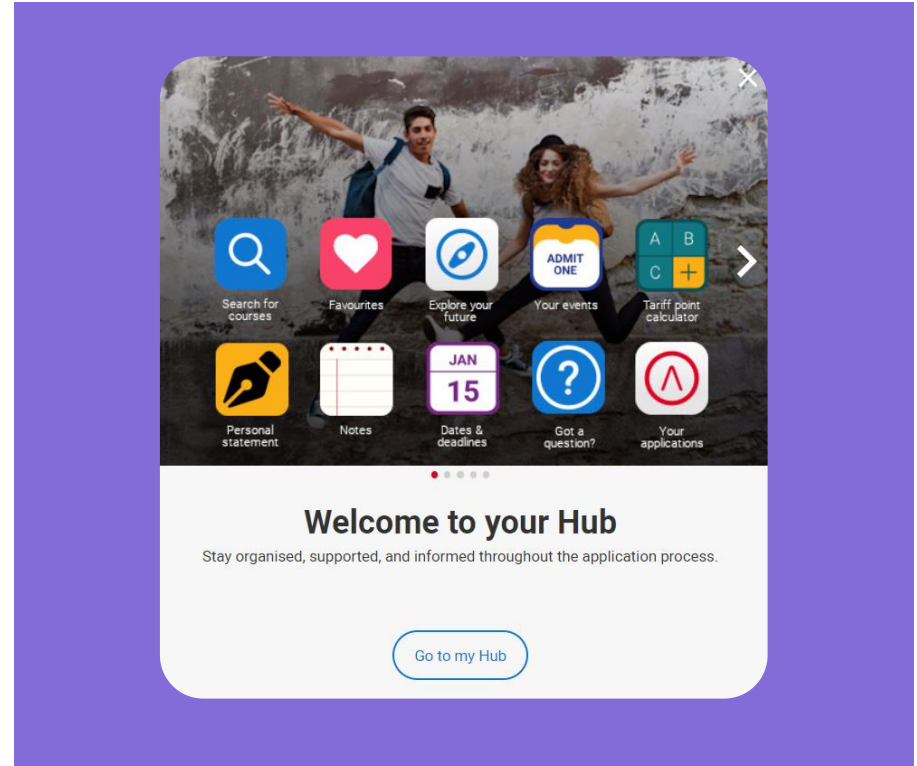 ADMIT
ONE
A B
C +
Search for
courses
Favourites
Explore your
future
Your events
Tariff point
calculator
JAN
15
?
Personal
statement
Notes
Dates &
deadlines
Got a
question?
Your
applications
Welcome to your Hub
Stay organised, supported, and informed throughout the application process.
Go to my Hub